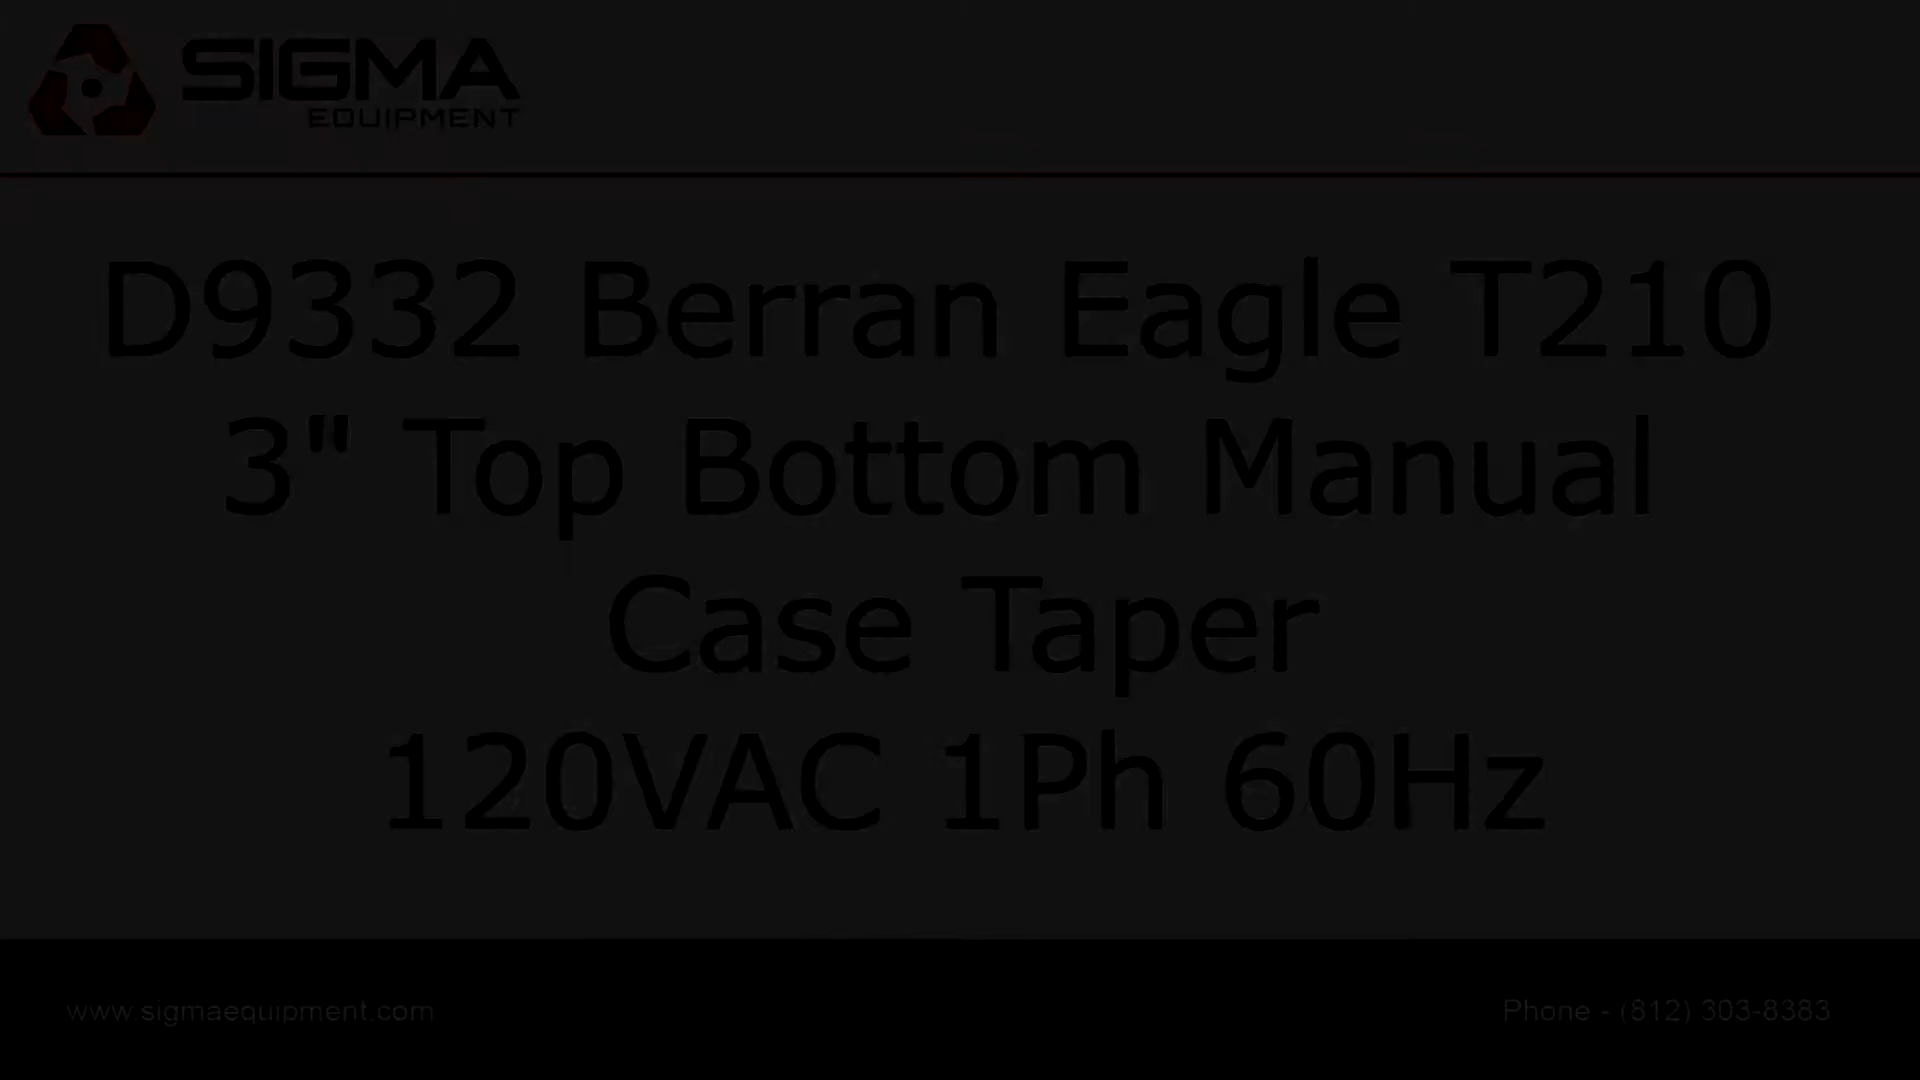 SIGMA
EQUIPMENT
D9332 Berran Eagle T210
3" Top Bottom Manual
Case Taper
120VAC 1Ph 60Hz
www.sigmaequipment.com
Phone - (812) 303-8383